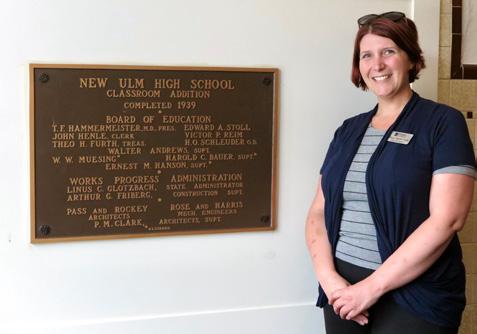 NEW ULM HIGH SCHOOL
CLASSROOM ADDITION
COMPLETED 1939
BOARD OF EDUCATION
T. F. HAMMERMEISTER, M.D., PRES. EDWARD A. STOLL
JOHN HENLE, CLERK VICTOR P. REIM
THEO H. FURTH, TREAS. H.O. SCHLEUDER O.D.
WALTER ANDREWS, SUPT.
W. W. MUESING* HAROLD C. BAUER, SUPT.*
ERNEST M. HANSON, SUPT.*
WORKS PROGRESS ADMINISTRATION
LINUS C. GLOTZBACH, STATE ADMINISTRATOR
ARTHUR G. FRIBERG, CONSTRUCTION SUPT.
PASS AND ROCKEY ROSE AND HARRIS
ARCHITECTS MECH. ENGINEERS
P. M. CLARK, ARCHITECTS, SUPT.